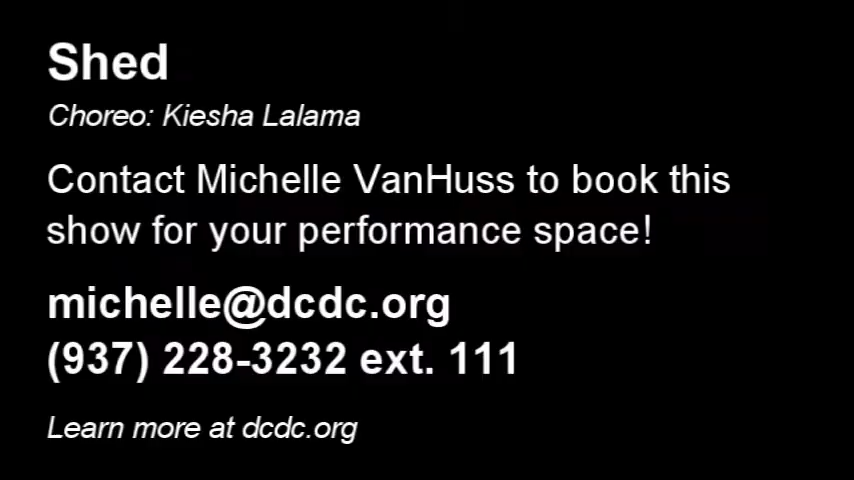 Shed
Choreo: Kiesha Lalama
Contact Michelle VanHuss to book this
show for your performance space!
michelle@dcdc.org
(937) 228-3232 ext. 111
Learn more at dcdc.org